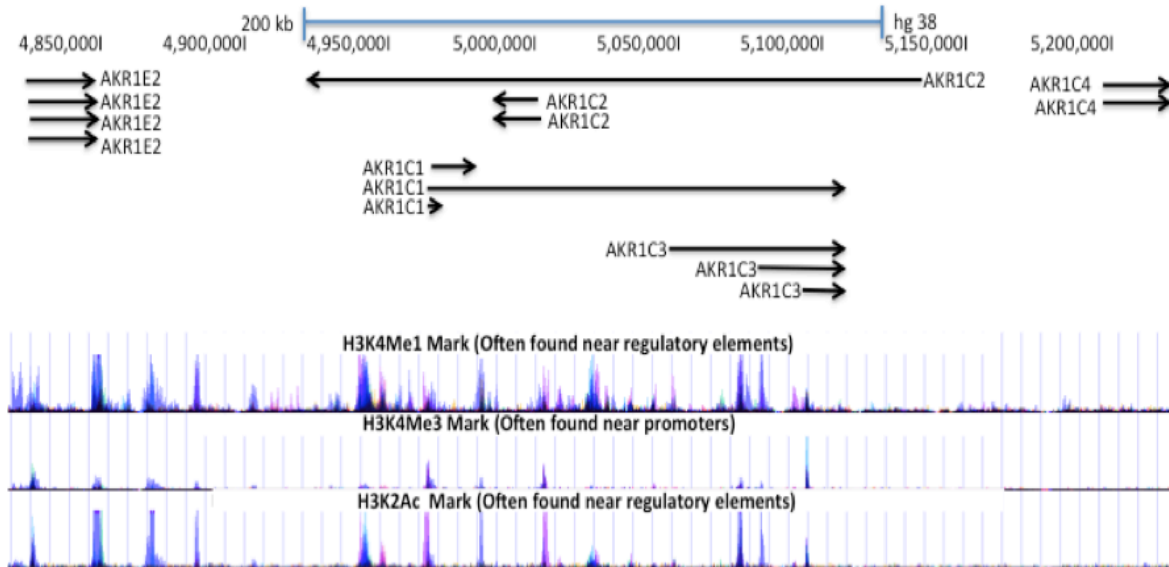 200 kb hg 38
4,850,000I 4,900,000I 4,950,000I 5,000,000I 5,050,000I 5,100,000I 5,150,000I 5,200,000I
AKR1E2 AKR1C2 AKR1C4
AKR1E2 AKR1C2 AKR1C4
AKR1E2 AKR1C2
AKR1E2
AKR1C1
AKR1C1
AKR1C1
AKR1C3
AKR1C3
AKR1C3
H3K4Me1 Mark (Often found near regulatory elements)
H3K4Me3 Mark (Often found near promoters)
H3K2Ac Mark (Often found near regulatory elements)